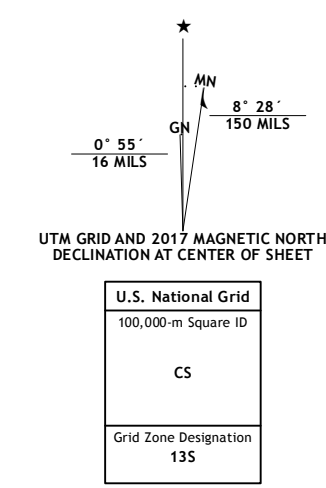 MN
GN
8° 28´
150 MILS
0° 55´
16 MILS
UTM GRID AND 2017 MAGNETIC NORTH
DECLINATION AT CENTER OF SHEET
U.S. National Grid
100,000-m Square ID
CS
Grid Zone Designation
13S